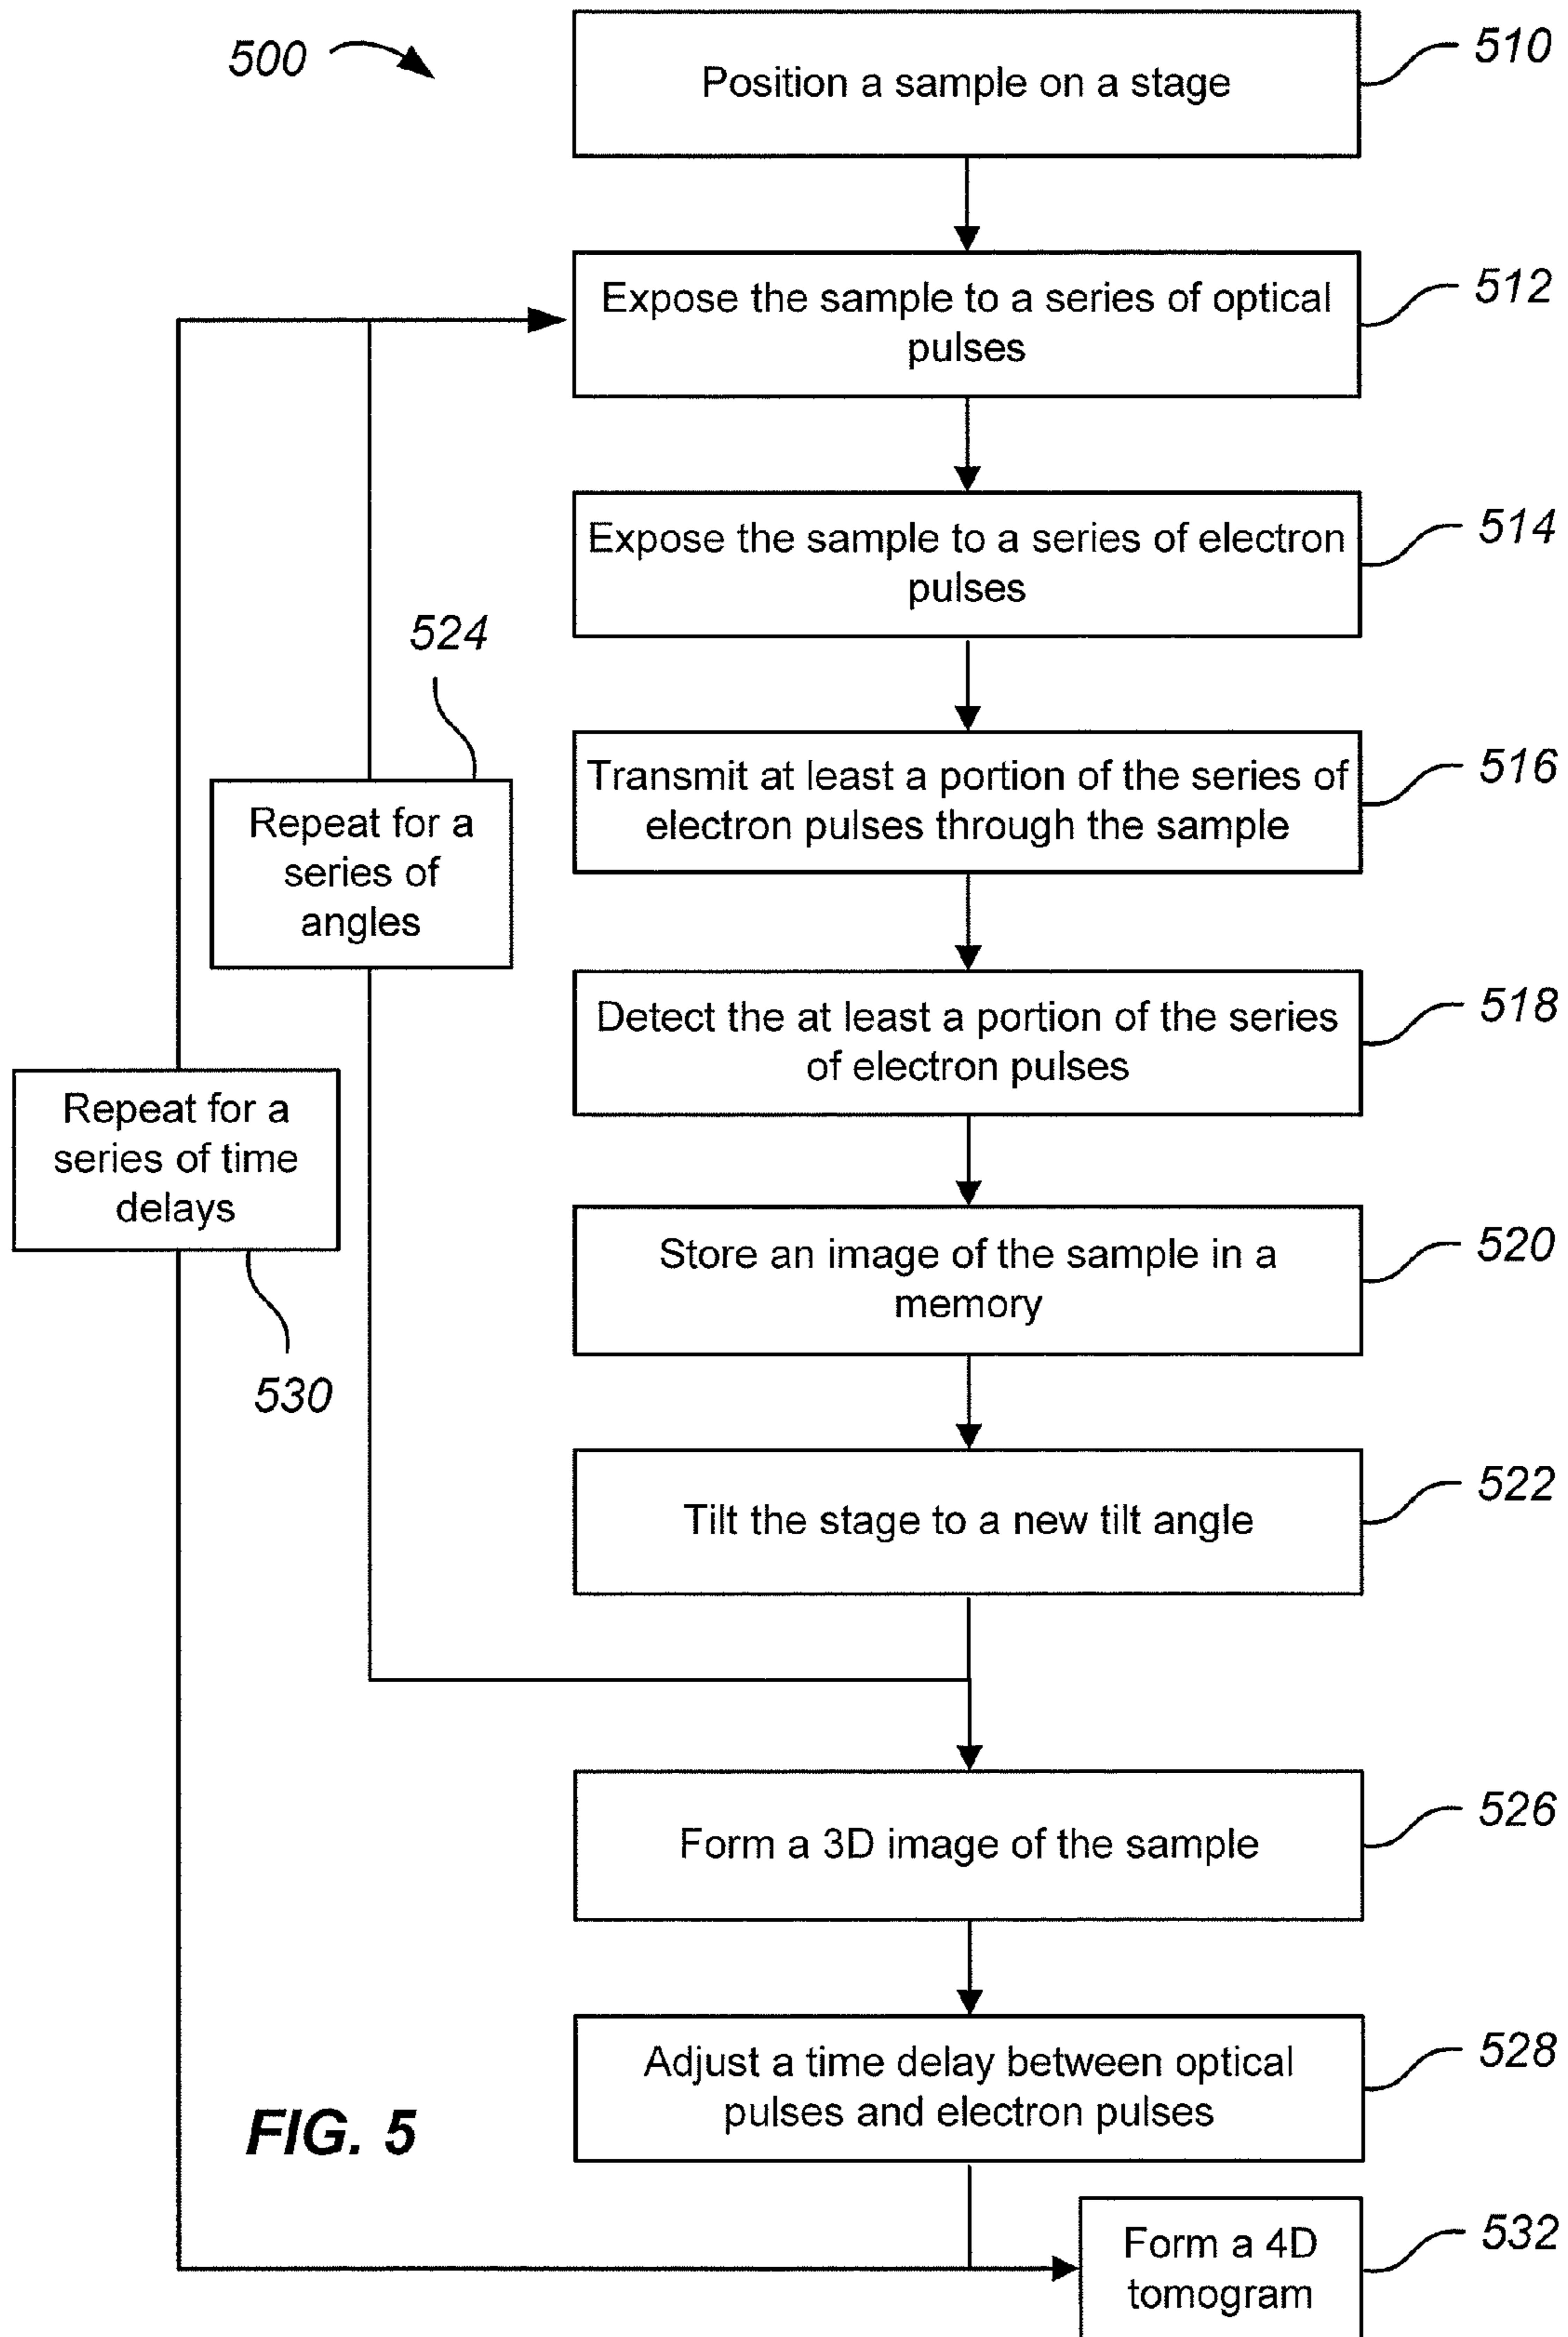 500
Position a sample on a stage
510
Expose the sample to a series of optical
pulses
512
Expose the sample to a series of electron
pulses
514
524
Transmit at least a portion of the series of
electron pulses through the sample
516
Repeat for a
series of
angles
Detect the at least a portion of the series
of electron pulses
518
Repeat for a
series of time
delays
530
Store an image of the sample in a
memory
520
Tilt the stage to a new tilt angle
522
Form a 3D image of the sample
526
Adjust a time delay between optical
pulses and electron pulses
528
FIG. 5
Form a 4D
tomogram
532